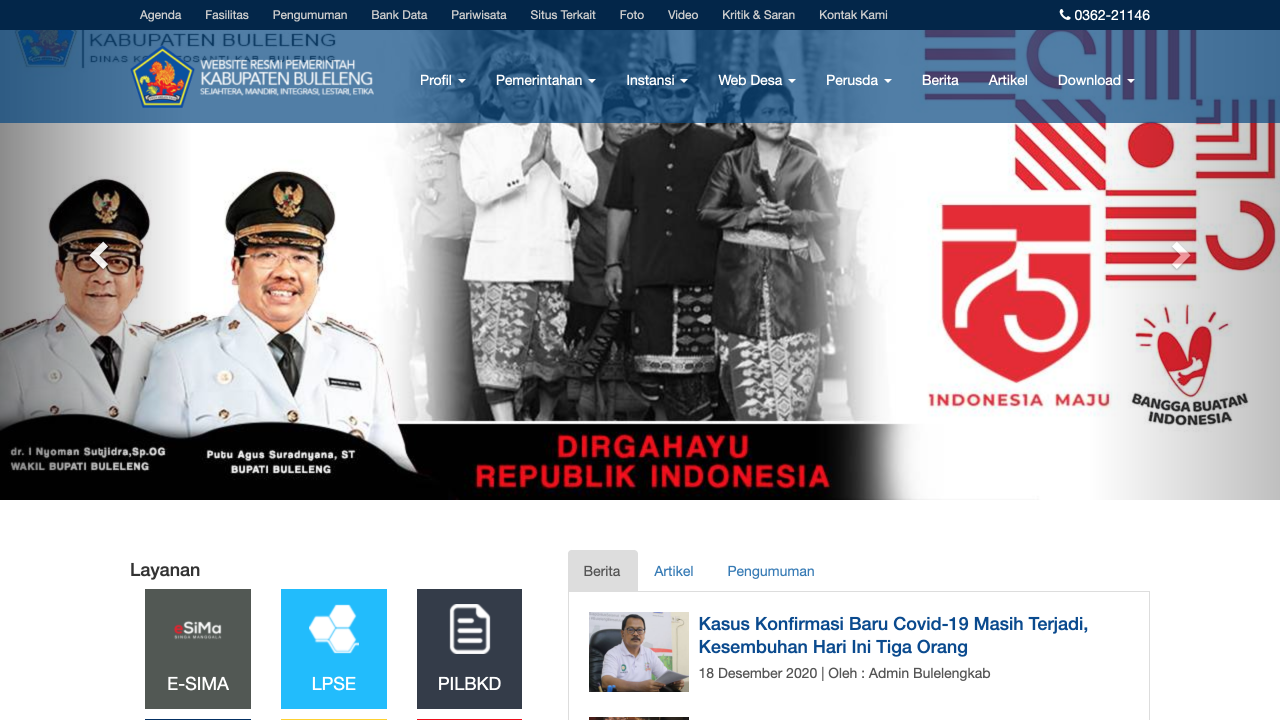 Agenda Fasilitas Pengumuman Bank Data Pariwisata Situs Terkait Foto Video Kritik & Saran Kontak Kami 0362-21146
KABUPATEN BULELENG
WEBSITE RESMI PEMERINTAH
KABUPATEN BULELENG
SEJAHTERA, MANDIRI, INTEGRASI, LESTARI, ETIKA
Profil Pemerintahan Instansi Web Desa Perusda Berita Artikel Download
75
INDONESIA MAJU
BANGGA BUATAN
INDONESIA
dr. I Nyoman Sutjidra,Sp.OG
WAKIL BUPATI BULELENG
Putu Agus Suradnyana, ST
BUPATI BULELENG
DIRGAHAYU
REPUBLIK INDONESIA
Layanan
eSiMa
E-SIMA
LPSE
PILBKD
Berita Artikel Pengumuman
Kasus Konfirmasi Baru Covid-19 Masih Terjadi,
Kesembuhan Hari Ini Tiga Orang
18 Desember 2020 | Oleh : Admin Bulelengkab